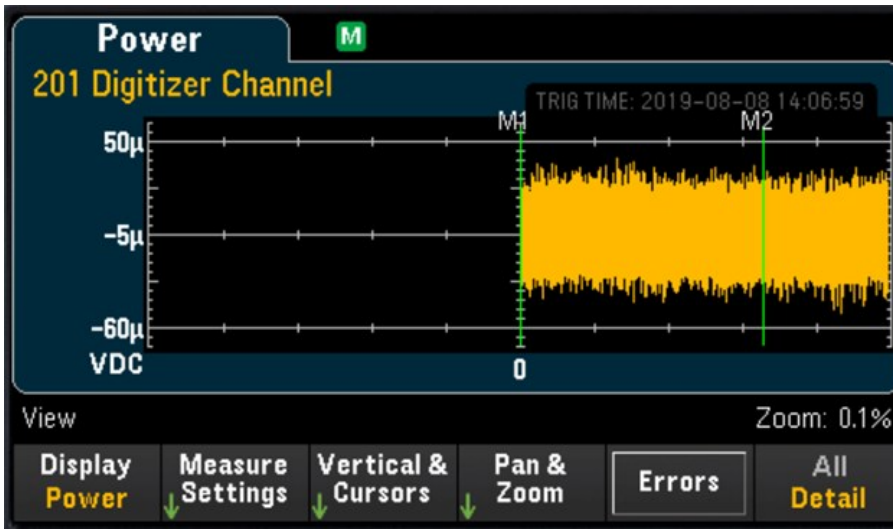 Power
M
201 Digitizer Channel
TRIG TIME: 2019-08-08 14:06:59
M1
M2
50µ
-5µ
-60µ
VDC
0
View
Zoom: 0.1%
Display
Power
Measure
Settings
Vertical &
Cursors
Pan &
Zoom
Errors
All
Detail